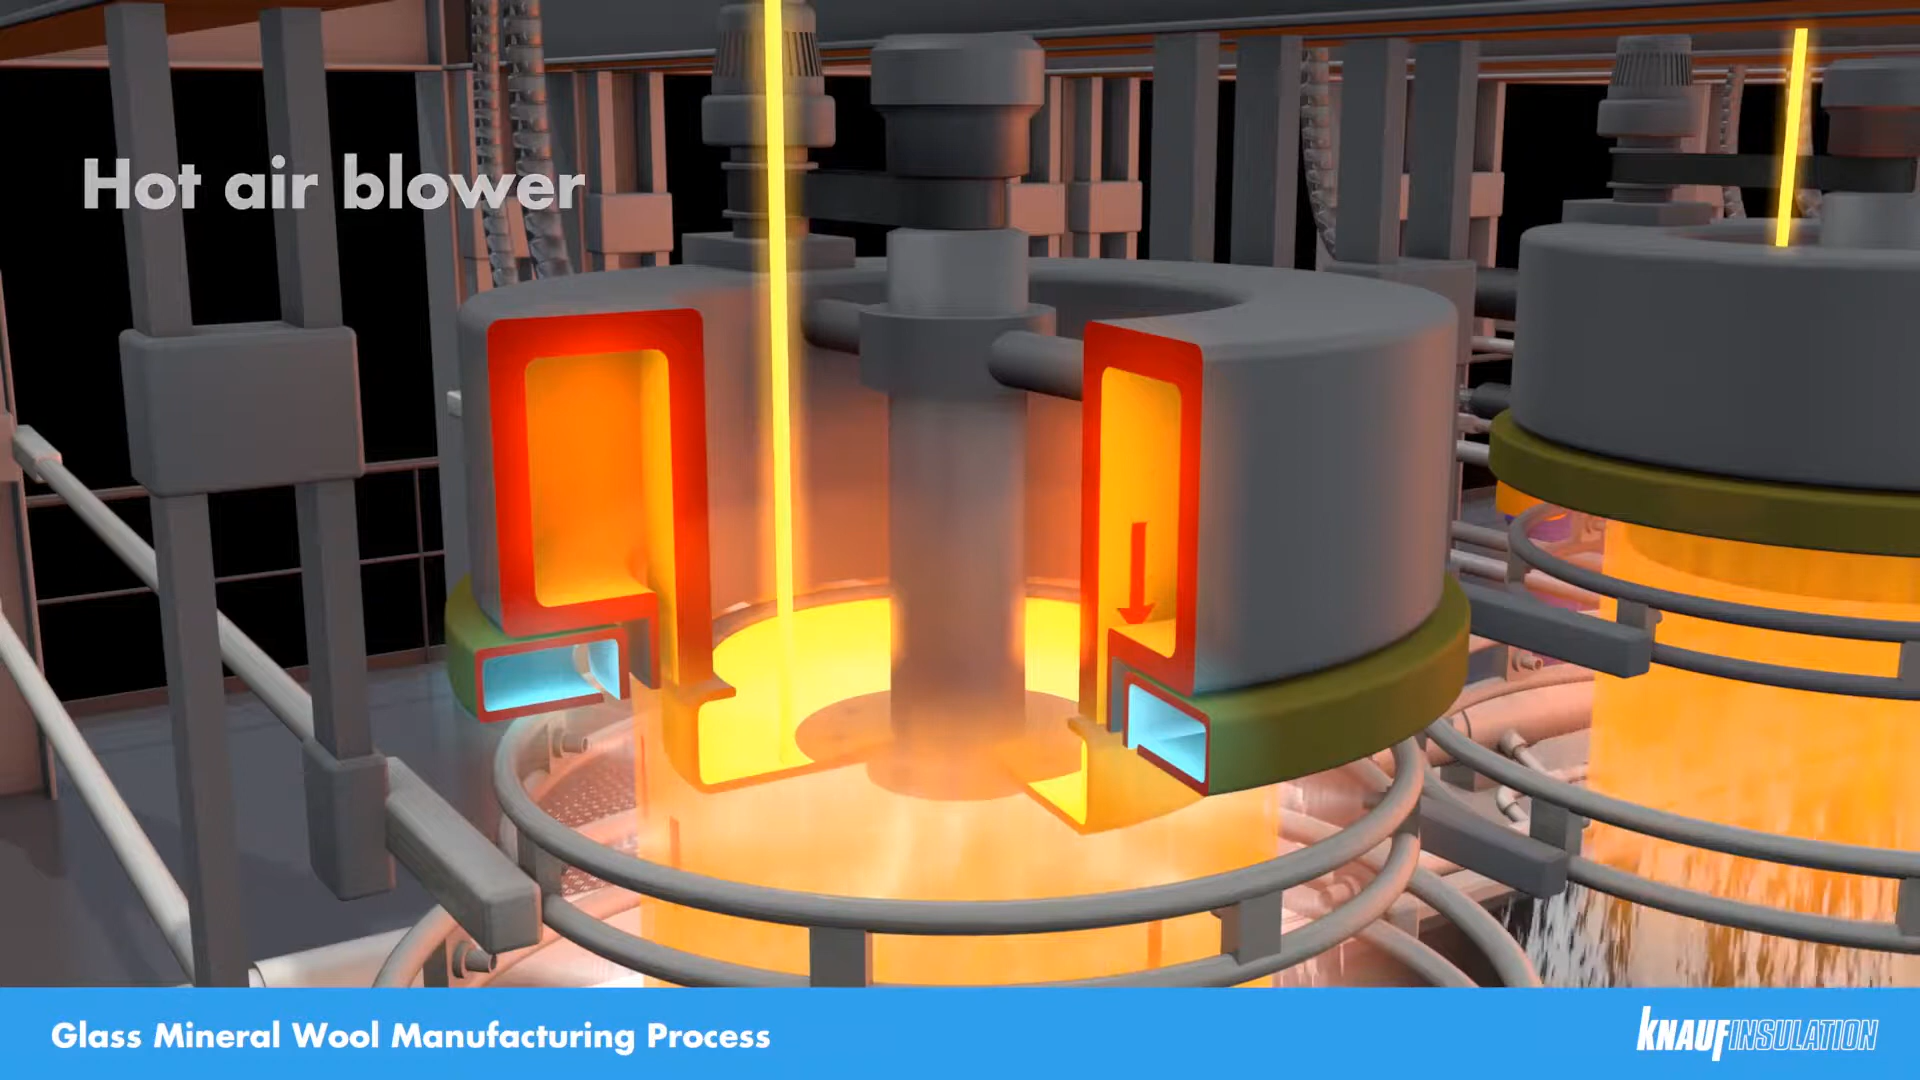 Hot air blower
Glass Mineral Wool Manufacturing Process
KNAUFINSULATION